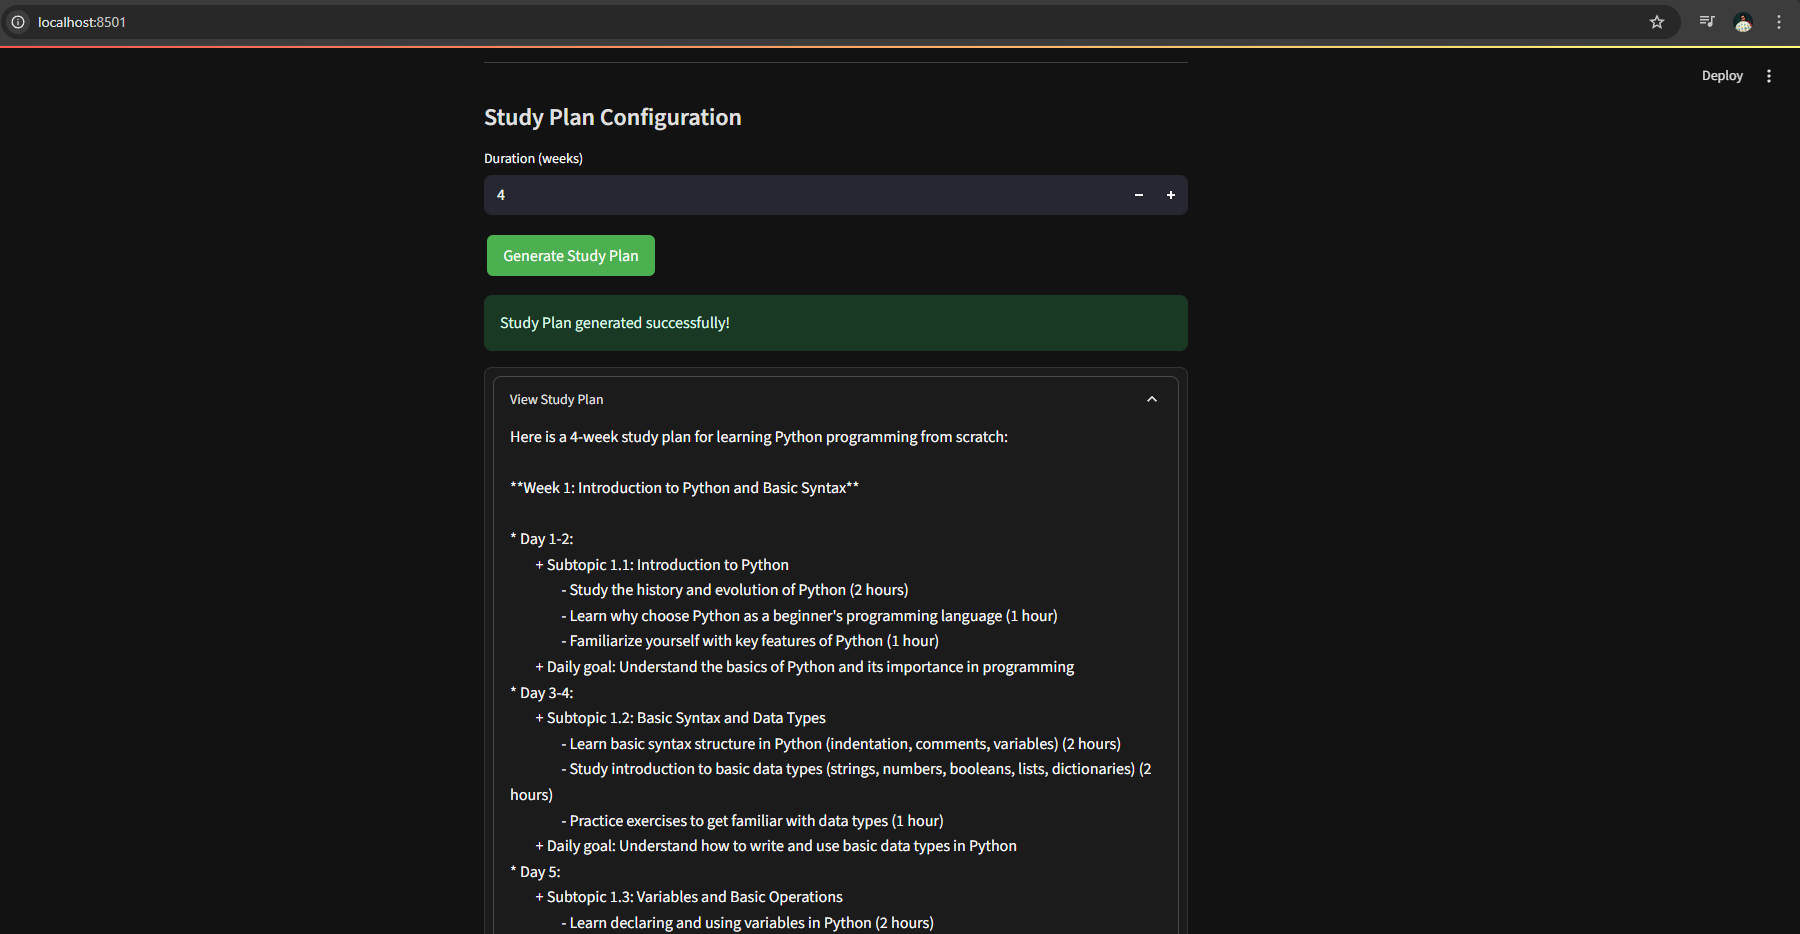 localhost:8501
Deploy
Study Plan Configuration
Duration (weeks)
4
Generate Study Plan
Study Plan generated successfully!
View Study Plan
Here is a 4-week study plan for learning Python programming from scratch:
**Week 1: Introduction to Python and Basic Syntax**
* Day 1-2:
+ Subtopic 1.1: Introduction to Python
- Study the history and evolution of Python (2 hours)
- Learn why choose Python as a beginner's programming language (1 hour)
- Familiarize yourself with key features of Python (1 hour)
+ Daily goal: Understand the basics of Python and its importance in programming
* Day 3-4:
+ Subtopic 1.2: Basic Syntax and Data Types
- Learn basic syntax structure in Python (indentation, comments, variables) (2 hours)
- Study introduction to basic data types (strings, numbers, booleans, lists, dictionaries) (2
hours)
- Practice exercises to get familiar with data types (1 hour)
+ Daily goal: Understand how to write and use basic data types in Python
* Day 5:
+ Subtopic 1.3: Variables and Basic Operations
- Learn declaring and using variables in Python (2 hours)